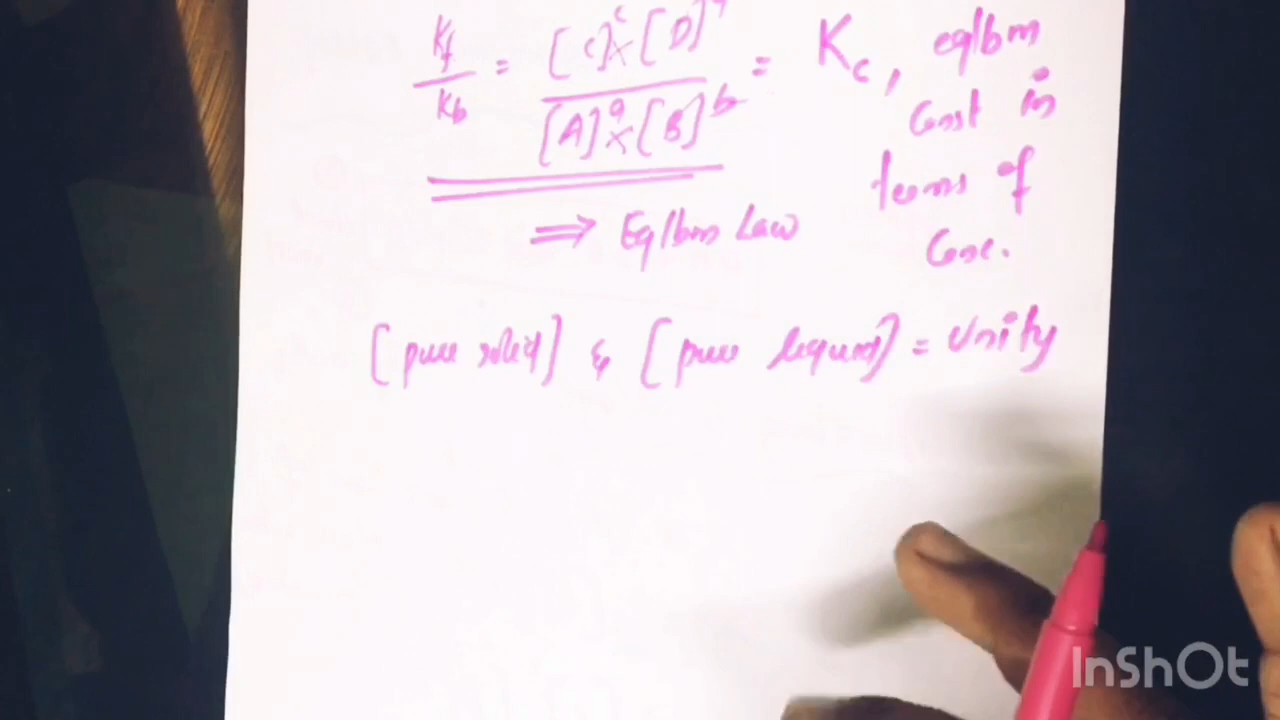 Kf/Kb = [C]^c × [D]^d / [A]^a × [B]^b = Kc, eqlbm
Const in
terms of
Conc.
⇒ Eqlbm Law
[pure solid] & [pure liquid] = Unity
InShOt